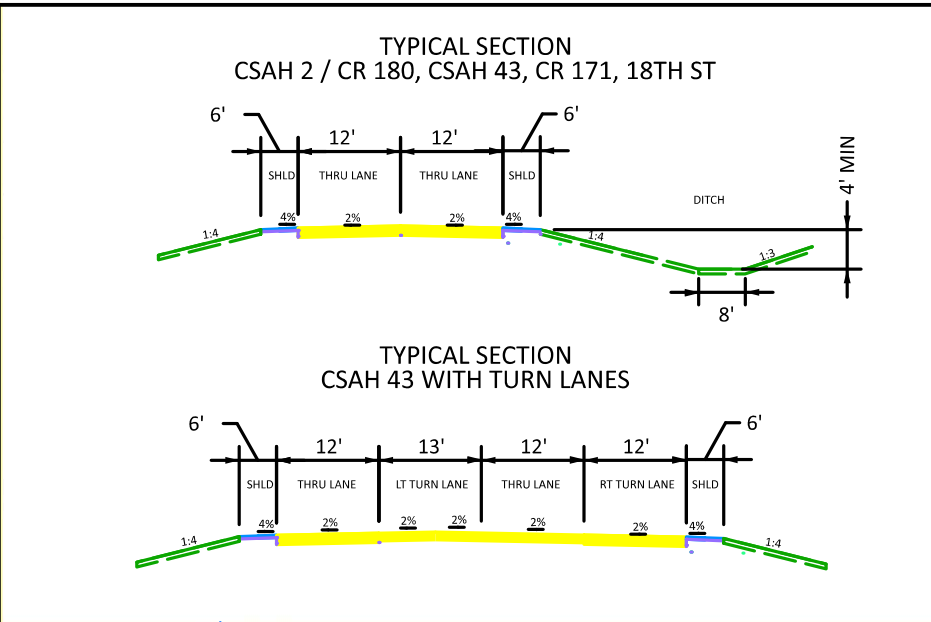 TYPICAL SECTION
CSAH 2 / CR 180, CSAH 43, CR 171, 18TH ST
6' 12' 12' 6'
SHLD THRU LANE THRU LANE SHLD
DITCH
4' MIN
4% 2% 2% 4%
1:4 1:4 1:3
8'
TYPICAL SECTION
CSAH 43 WITH TURN LANES
6' 12' 13' 12' 12' 6'
SHLD THRU LANE LT TURN LANE THRU LANE RT TURN LANE SHLD
4% 2% 2% 2% 2% 2% 4%
1:4 1:4